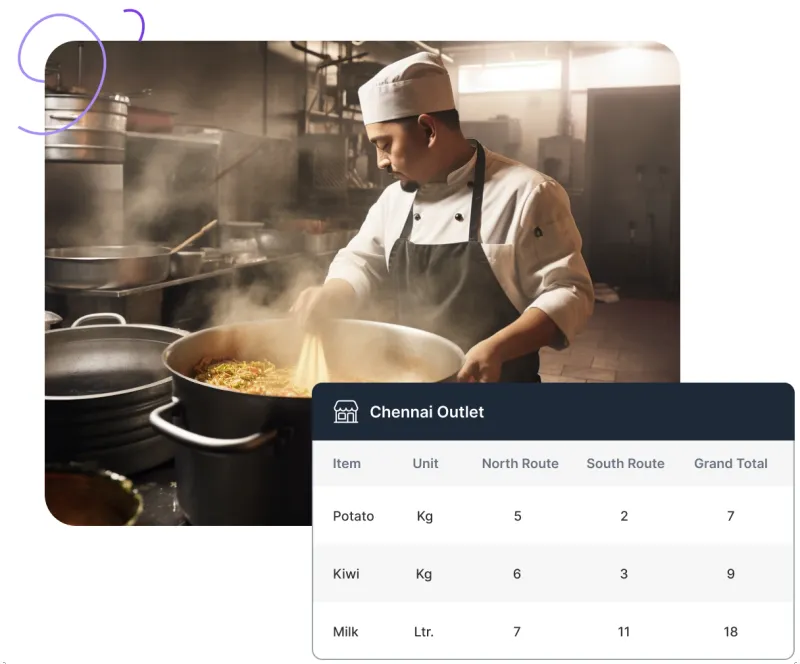 Chennai Outlet
Item Unit North Route South Route Grand Total
Potato Kg 5 2 7
Kiwi Kg 6 3 9
Milk Ltr. 7 11 18